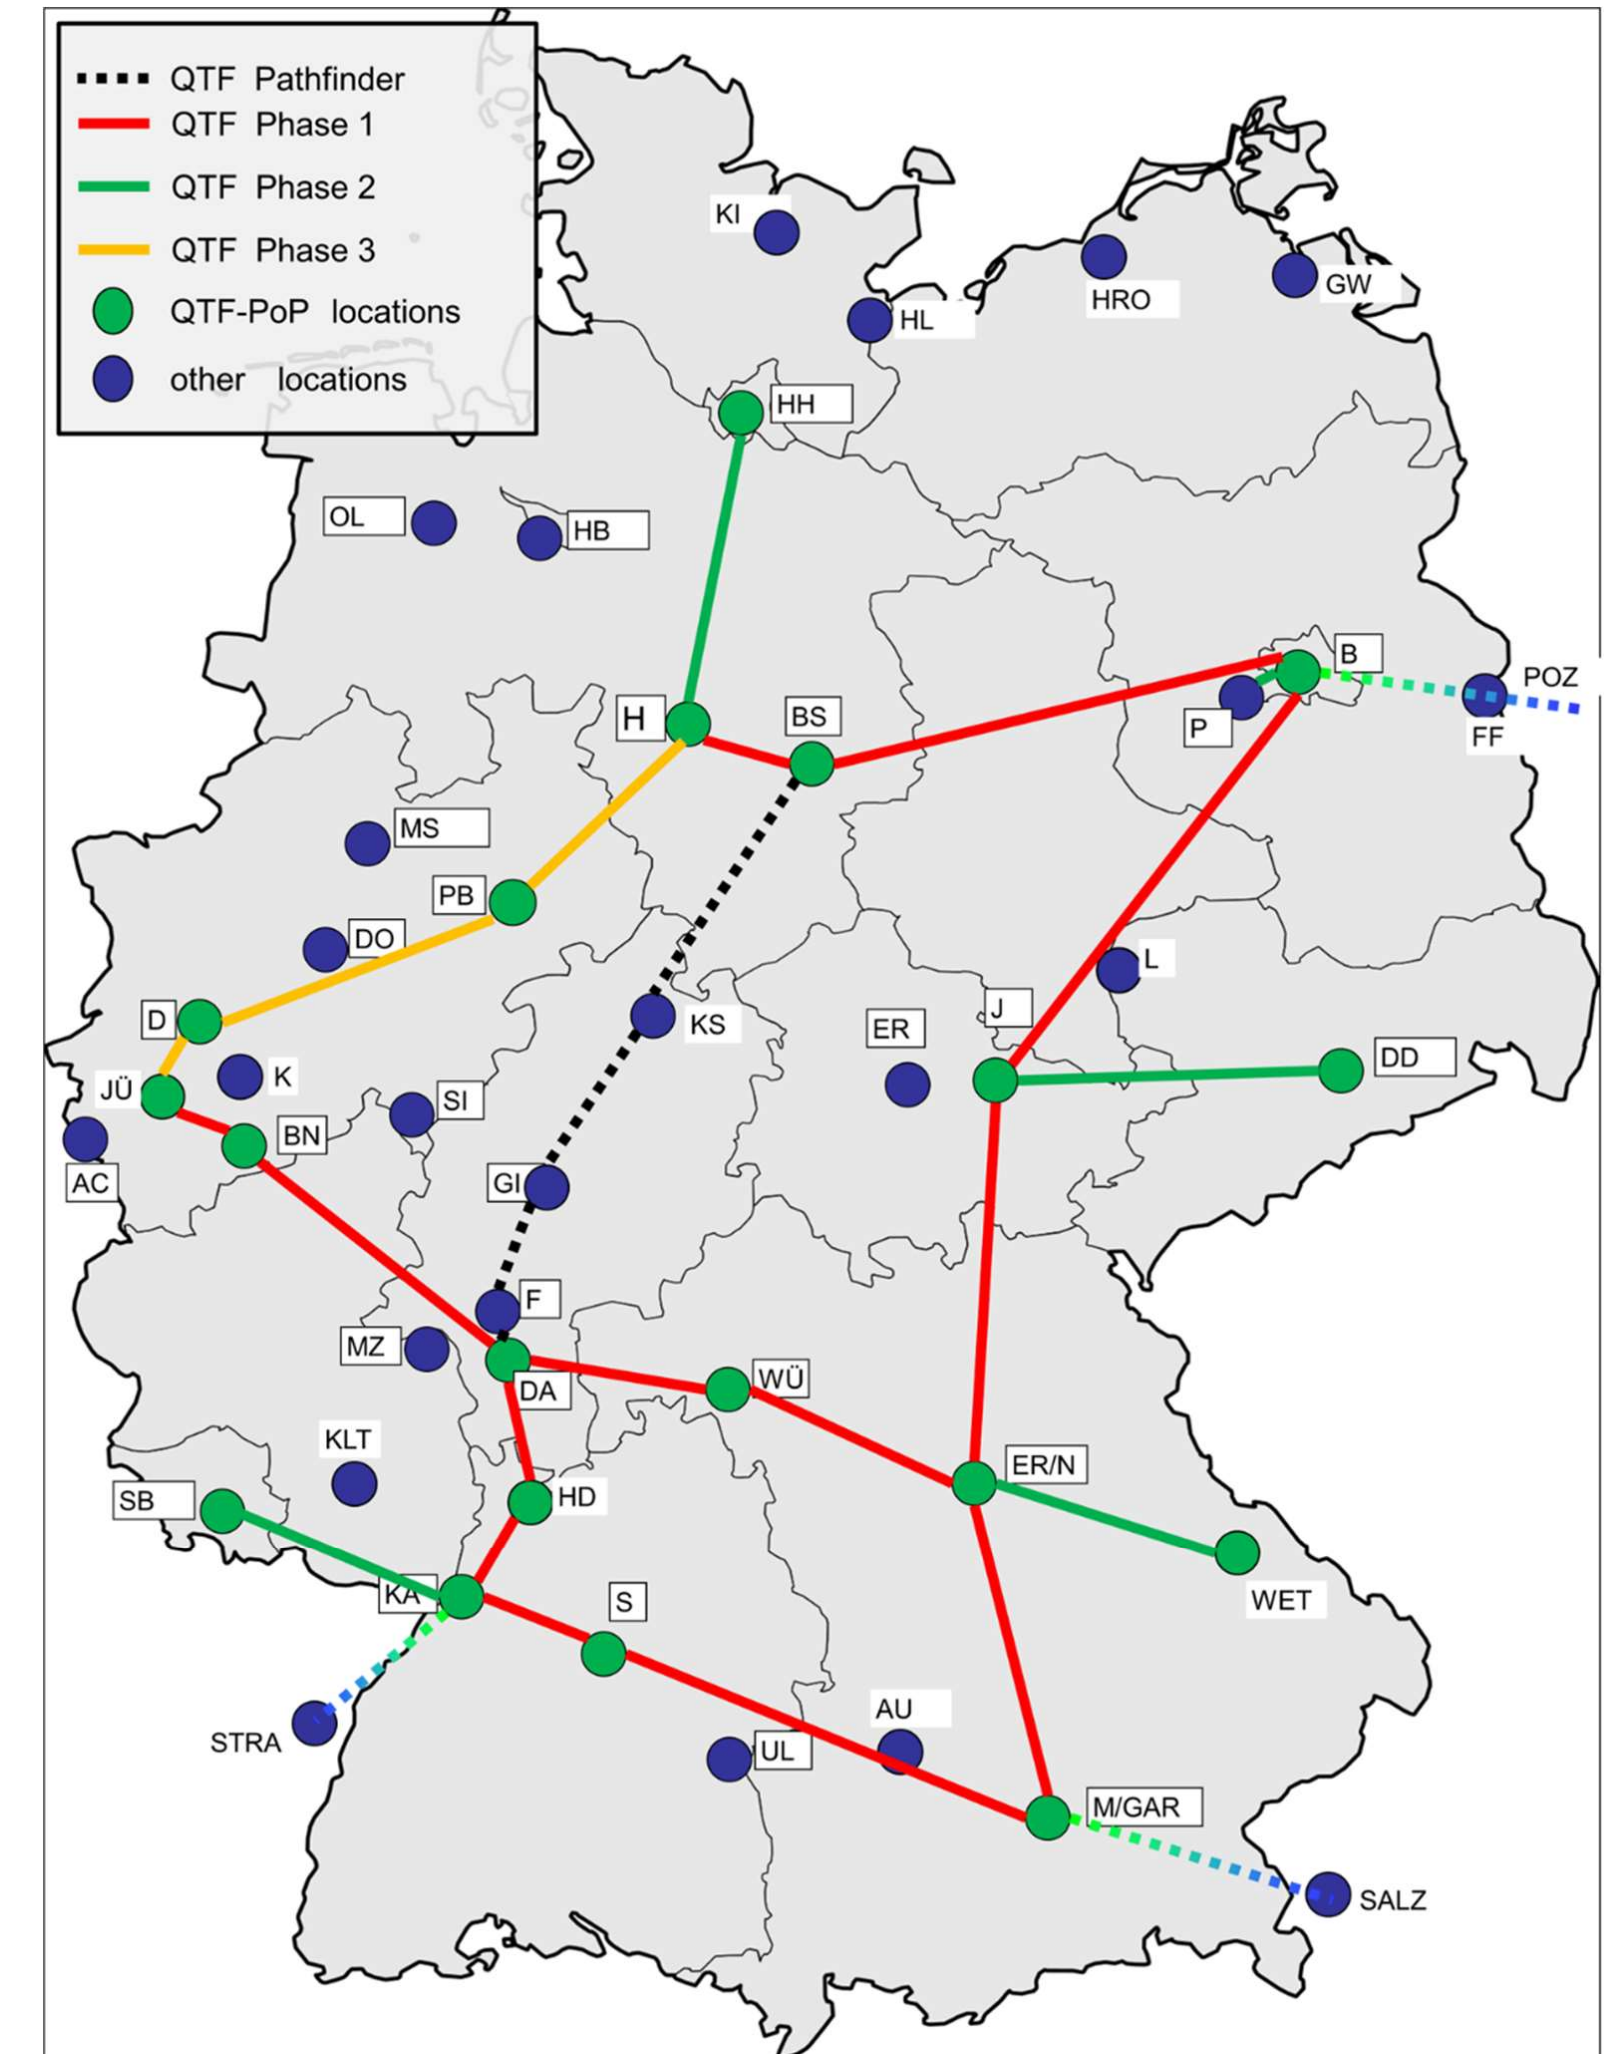 QTF Pathfinder
QTF Phase 1
QTF Phase 2
QTF Phase 3
QTF-PoP locations
other locations
KI
HRO
GW
HL
HH
OL
HB
B
POZ
H
BS
P
FF
MS
PB
DO
L
D
J
KS
ER
DD
K
JÜ
SI
BN
AC
GI
F
MZ
WÜ
DA
KLT
ER/N
SB
HD
KA
S
WET
AU
STRA
UL
M/GAR
SALZ